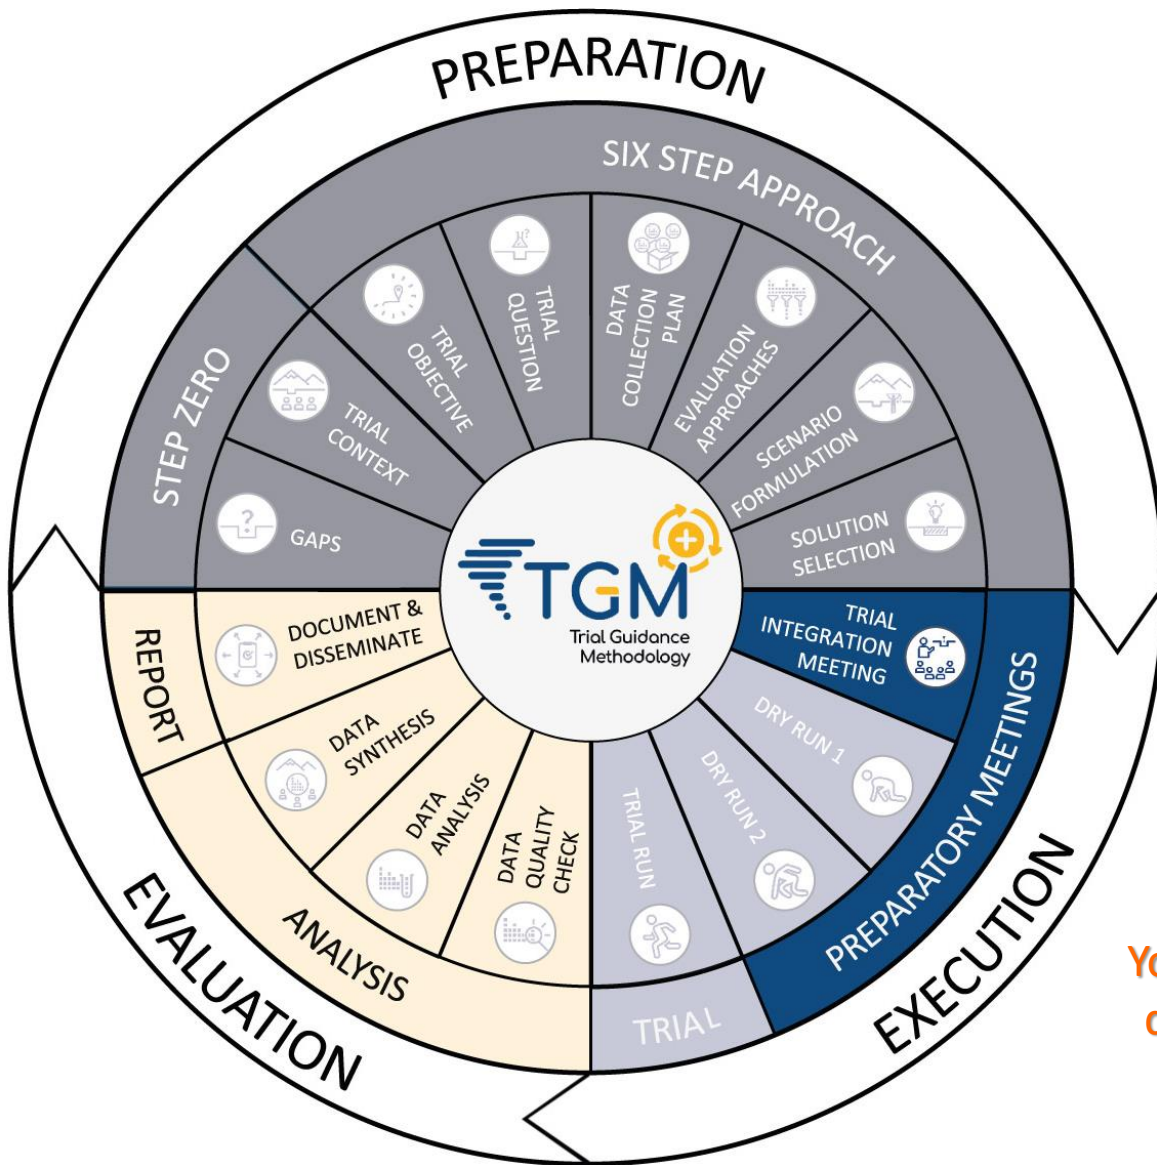 PREPARATION
SIX STEP APPROACH
STEP ZERO
GAPS
TRIAL
CONTEXT
TRIAL
OBJECTIVE
TRIAL
QUESTION
DATA
COLLECTION
PLAN
EVALUATION
APPROACHES
SCENARIO
FORMULATION
SOLUTION
SELECTION
TGM
Trial Guidance
Methodology
EXECUTION
PREPARATORY MEETINGS
TRIAL
INTEGRATION
MEETING
DRY RUN 1
DRY RUN 2
TRIAL
TRIAL RUN
EVALUATION
ANALYSIS
DATA
QUALITY
CHECK
DATA
ANALYSIS
DATA
SYNTHESIS
REPORT
DOCUMENT &
DISSEMINATE